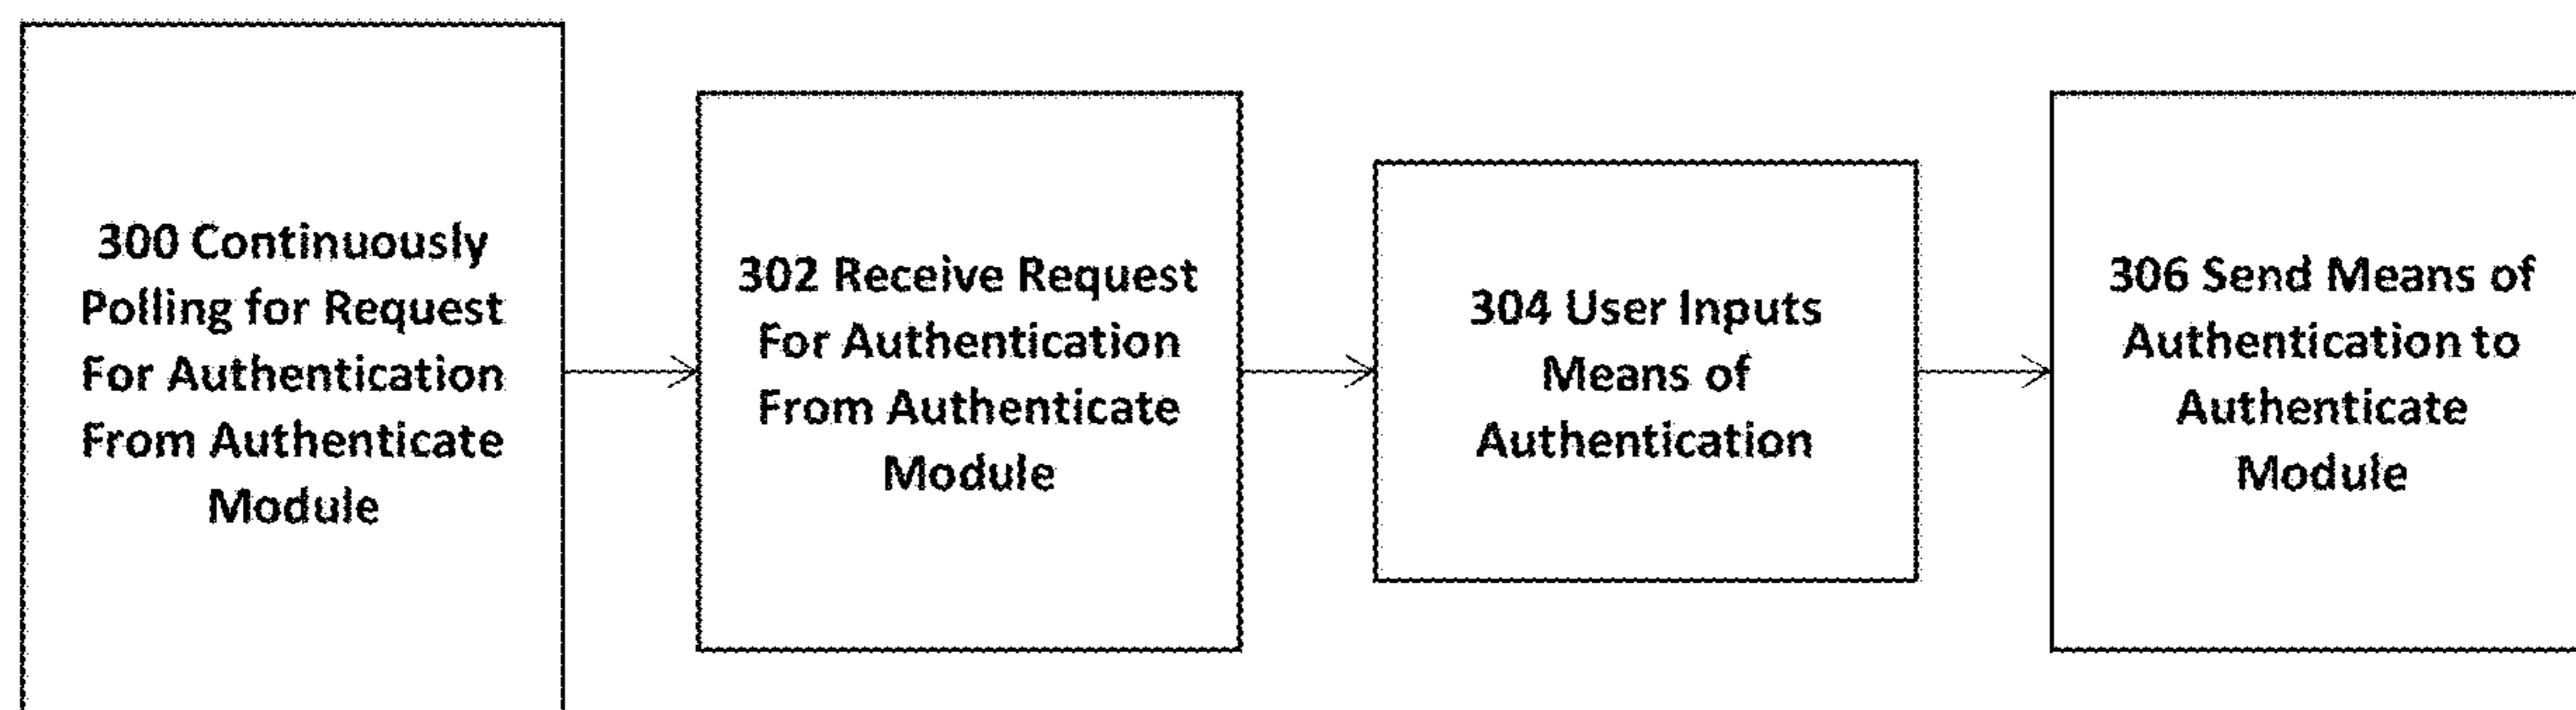 300 Continuously
Polling for Request
For Authentication
From Authenticate
Module
302 Receive Request
For Authentication
From Authenticate
Module
304 User Inputs
Means of
Authentication
306 Send Means of
Authentication to
Authenticate
Module